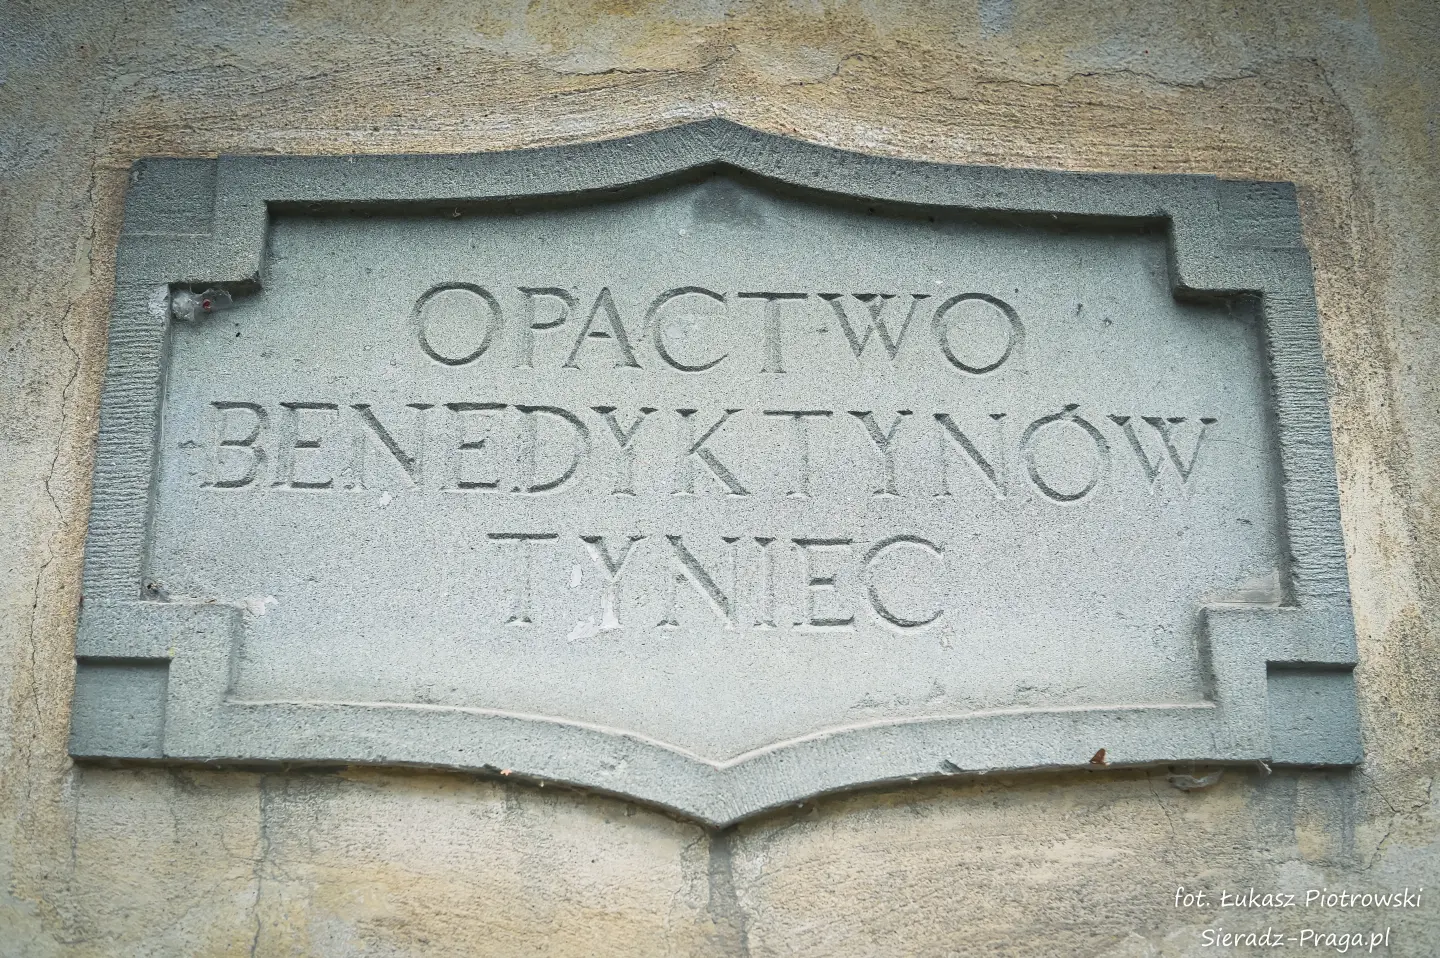 OPACTWO
BENEDYKTYNÓW
TYNIEC
fot. Łukasz Piotrowski
Sieradz-Praga.pl